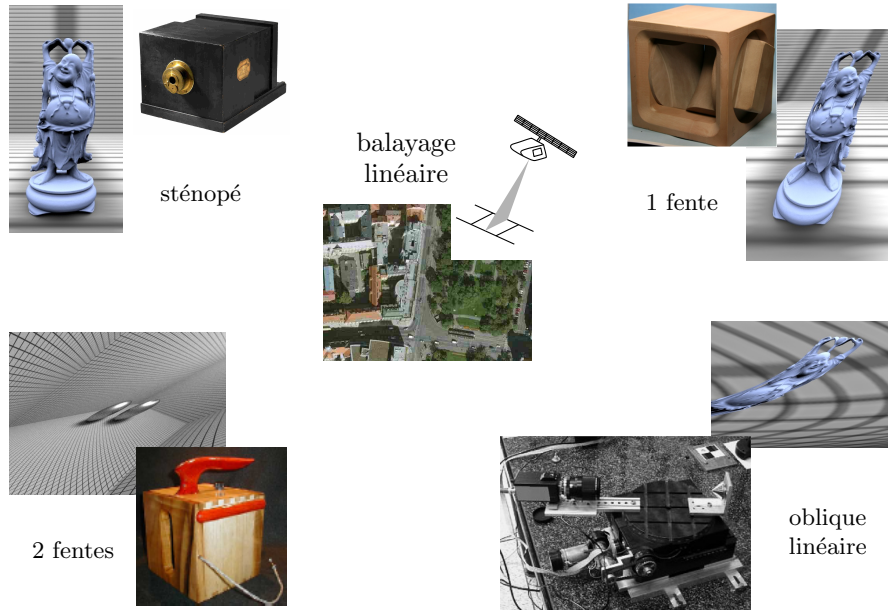 sténopé
balayage
linéaire
1 fente
2 fentes
oblique
linéaire